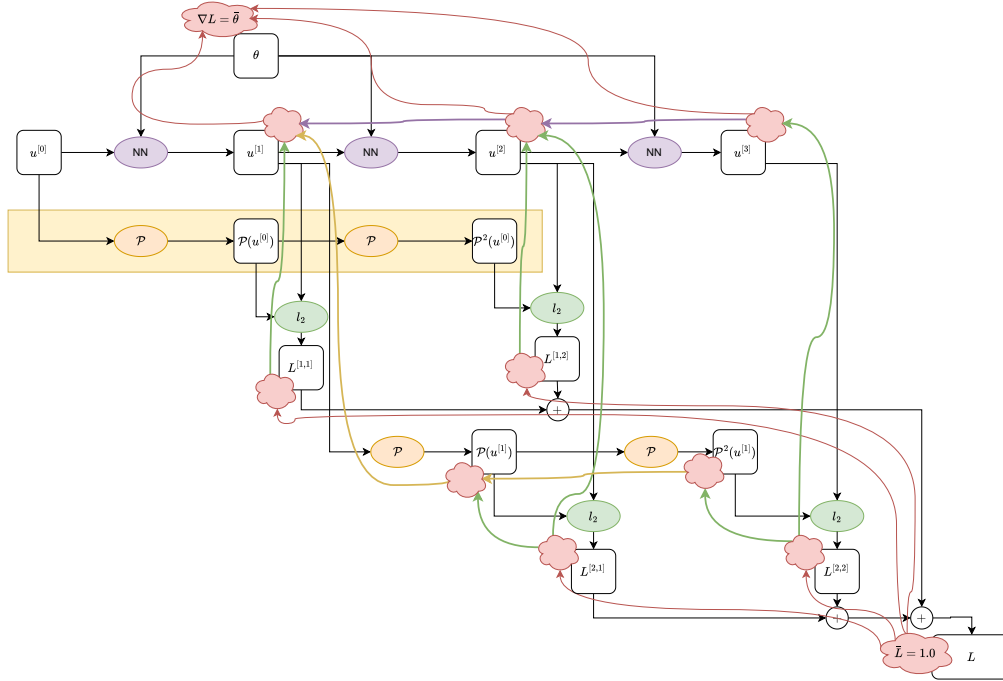 ∇L = θ̄
θ
u^[0]
NN
u^[1]
NN
u^[2]
NN
u^[3]
𝒫
𝒫(u^[0])
𝒫
𝒫²(u^[0])
l₂
l₂
L^[1,1]
L^[1,2]
+
𝒫
𝒫(u^[1])
𝒫
𝒫²(u^[1])
l₂
l₂
L^[2,1]
L^[2,2]
+
+
L̄ = 1.0
L